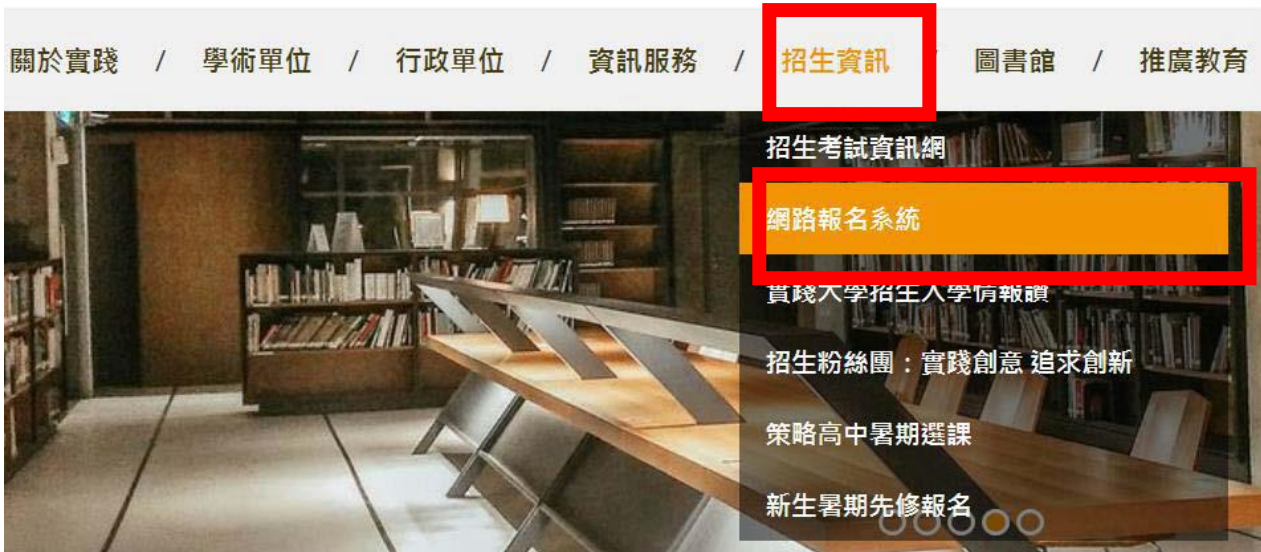 關於實踐 / 學術單位 / 行政單位 / 資訊服務 / 招生資訊 / 圖書館 / 推廣教育
招生考試資訊網
網路報名系統
實踐大學招生入學情報讚
招生粉絲團：實踐創意 追求創新
策略高中暑期選課
新生暑期先修報名